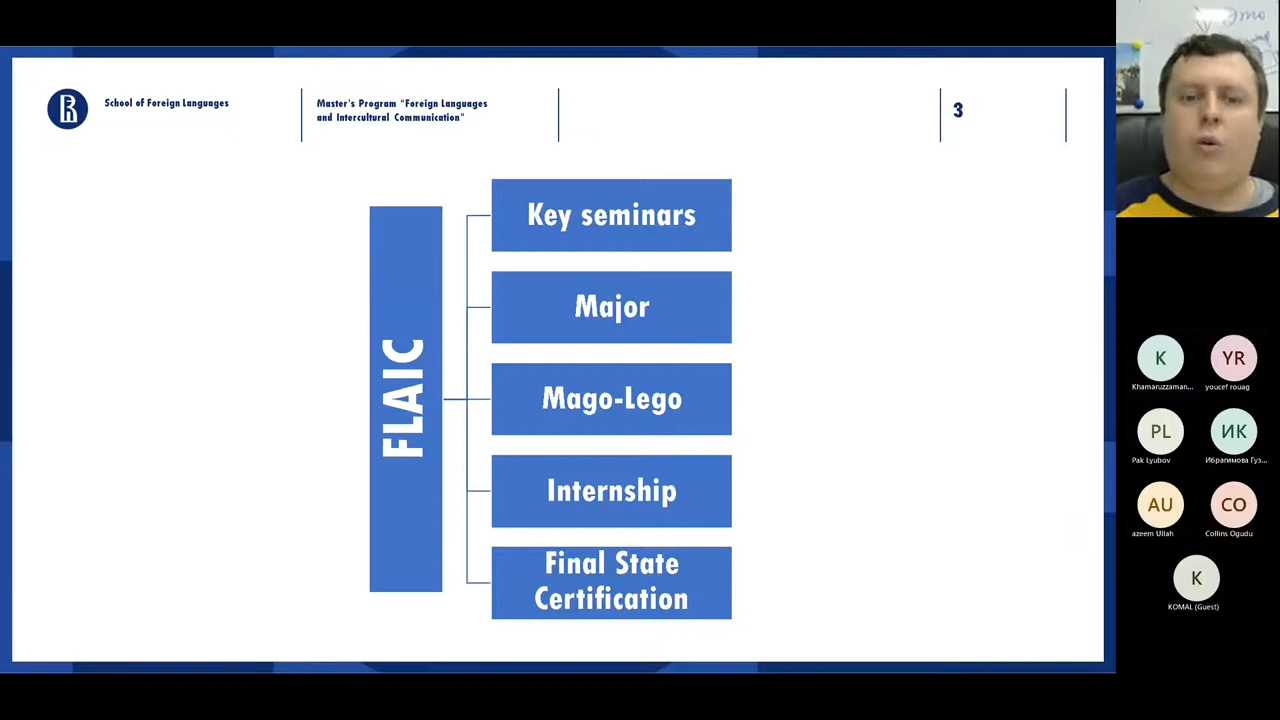 School of Foreign Languages
Master's Program "Foreign Languages
and Intercultural Communication"
3
FLAIC
Key seminars
Major
Mago-Lego
Internship
Final State
Certification
Это
K
Khamaruzzaman...
YR
youcef rouag
PL
Pak Lyubov
ИК
Ибрагимова Гуз...
AU
azeem Ullah
CO
Collins Ogudu
K
KOMAL (Guest)